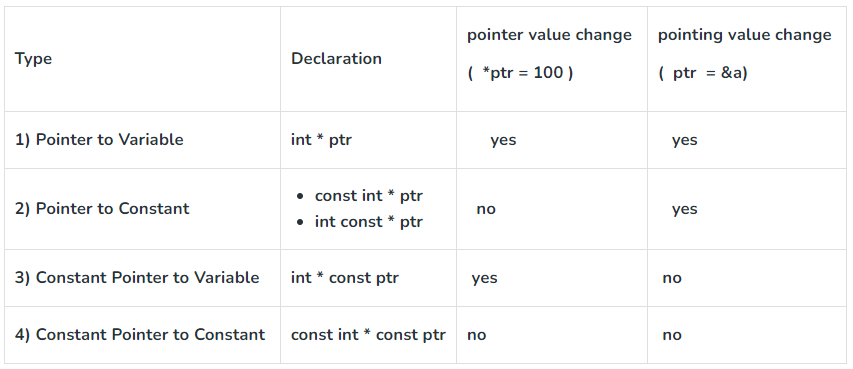 Type
Declaration
pointer value change
( *ptr = 100 )
pointing value change
( ptr = &a)
1) Pointer to Variable
int * ptr
yes
yes
2) Pointer to Constant
• const int * ptr
• int const * ptr
no
yes
3) Constant Pointer to Variable
int * const ptr
yes
no
4) Constant Pointer to Constant
const int * const ptr
no
no